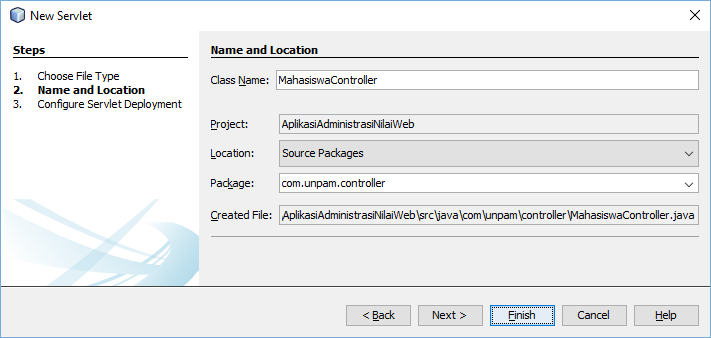 New Servlet
Steps
1. Choose File Type
2. Name and Location
3. Configure Servlet Deployment
Name and Location
Class Name: MahasiswaController
Project: AplikasiAdministrasiNilaiWeb
Location: Source Packages
Package: com.unpam.controller
Created File: AplikasiAdministrasiNilaiWeb\src\java\com\unpam\controller\MahasiswaController.java
< Back Next > Finish Cancel Help